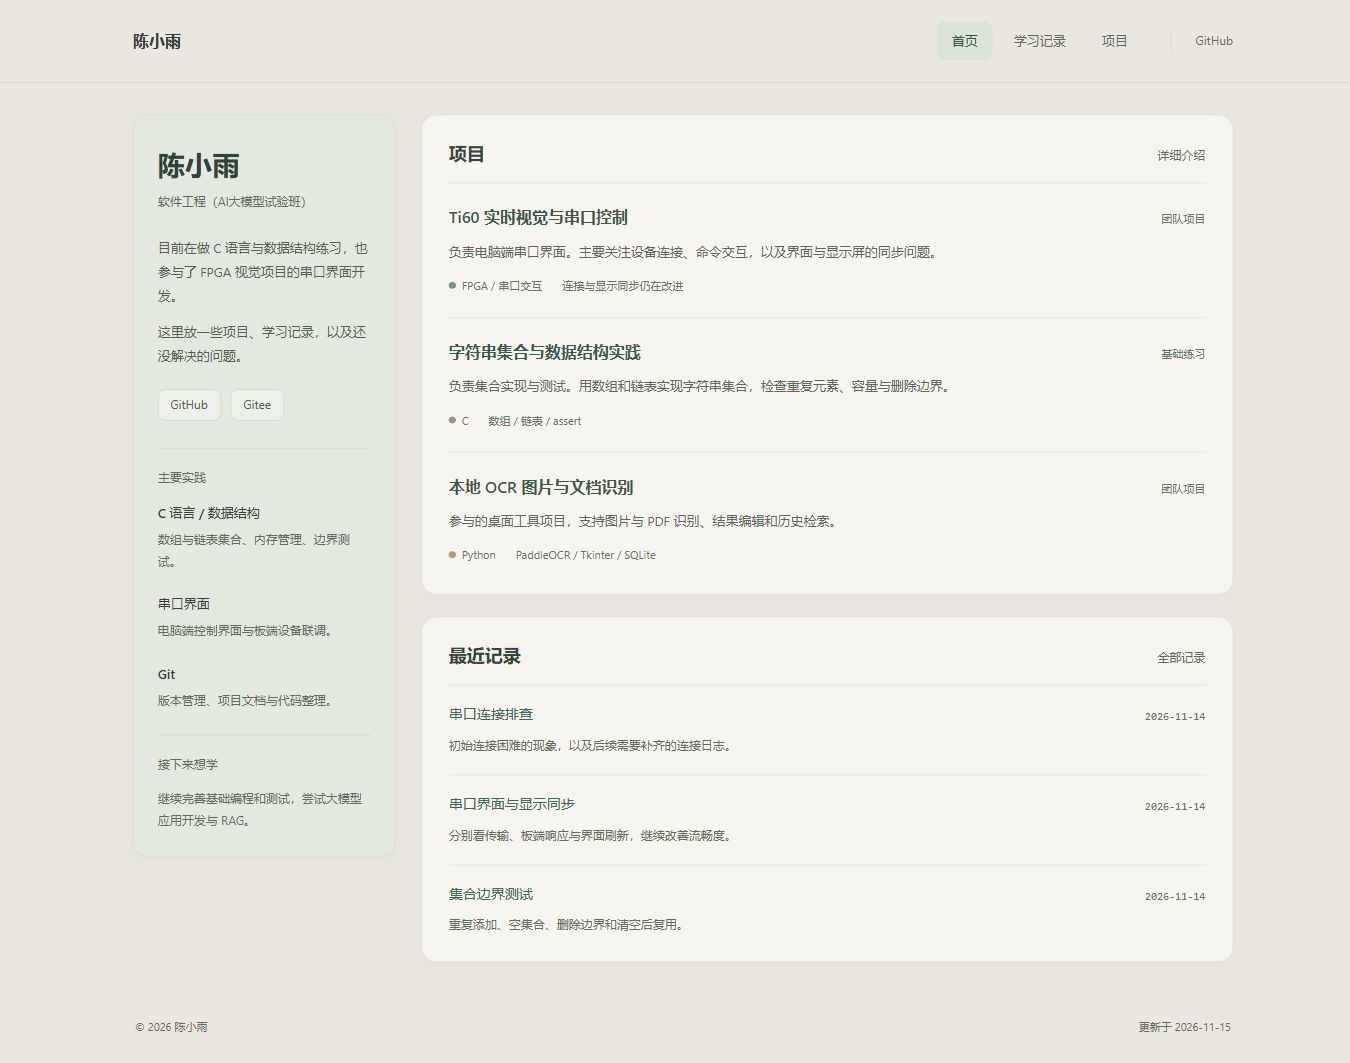 陈小雨
首页 学习记录 项目 GitHub
陈小雨
软件工程（AI大模型试验班）
目前在做 C 语言与数据结构练习，也
参与了 FPGA 视觉项目的串口界面开
发。
这里放一些项目、学习记录，以及还
没解决的问题。
GitHub Gitee
主要实践
C 语言 / 数据结构
数组与链表集合、内存管理、边界测
试。
串口界面
电脑端控制界面与板端设备联调。
Git
版本管理、项目文档与代码整理。
接下来想学
继续完善基础编程和测试，尝试大模型
应用开发与 RAG。
项目 详细介绍
Ti60 实时视觉与串口控制 团队项目
负责电脑端串口界面。主要关注设备连接、命令交互，以及界面与显示屏的同步问题。
FPGA / 串口交互 连接与显示同步仍在改进
字符串集合与数据结构实践 基础练习
负责集合实现与测试。用数组和链表实现字符串集合，检查重复元素、容量与删除边界。
C 数组 / 链表 / assert
本地 OCR 图片与文档识别 团队项目
参与的桌面工具项目，支持图片与 PDF 识别、结果编辑和历史检索。
Python PaddleOCR / Tkinter / SQLite
最近记录 全部记录
串口连接排查 2026-11-14
初始连接困难的现象，以及后续需要补齐的连接日志。
串口界面与显示同步 2026-11-14
分别看传输、板端响应与界面刷新，继续改善流畅度。
集合边界测试 2026-11-14
重复添加、空集合、删除边界和清空后复用。
© 2026 陈小雨 更新于 2026-11-15